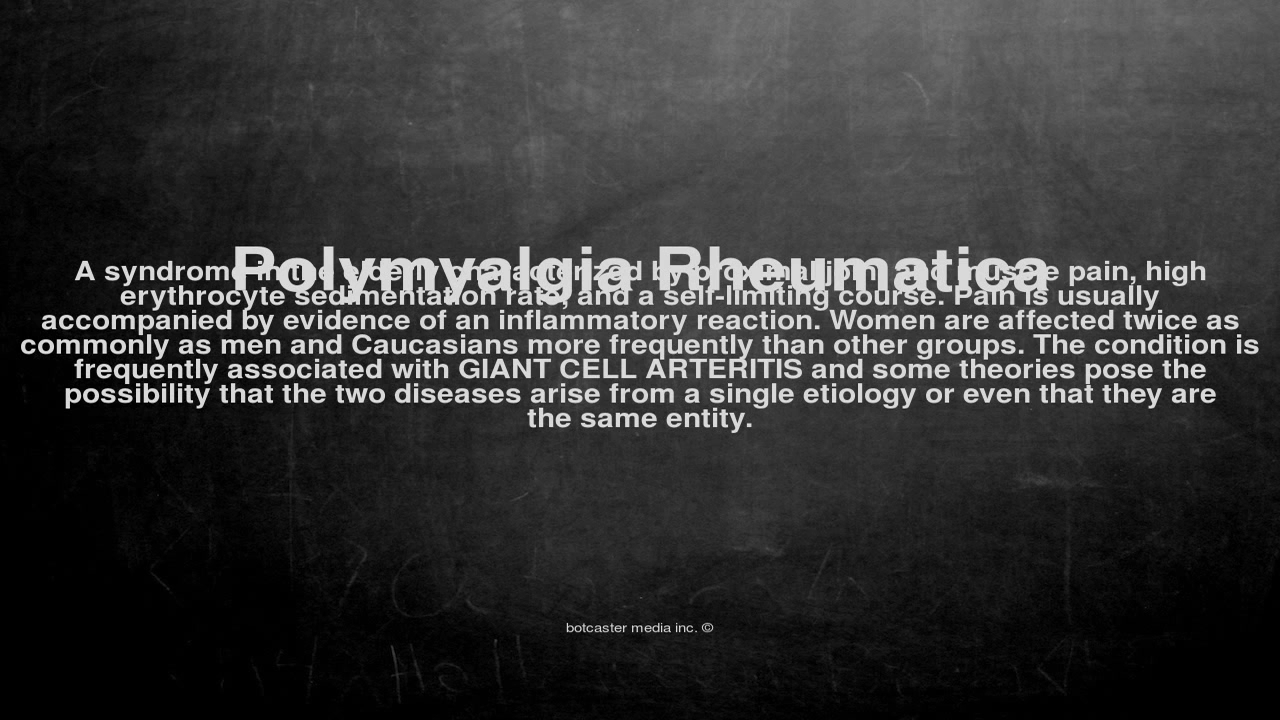 Polymyalgia Rheumatica
A syndrome in the elderly characterized by proximal joint and muscle pain, high
erythrocyte sedimentation rate, and a self-limiting course. Pain is usually
accompanied by evidence of an inflammatory reaction. Women are affected twice as
commonly as men and Caucasians more frequently than other groups. The condition is
frequently associated with GIANT CELL ARTERITIS and some theories pose the
possibility that the two diseases arise from a single etiology or even that they are
the same entity.
botcaster media inc. ©